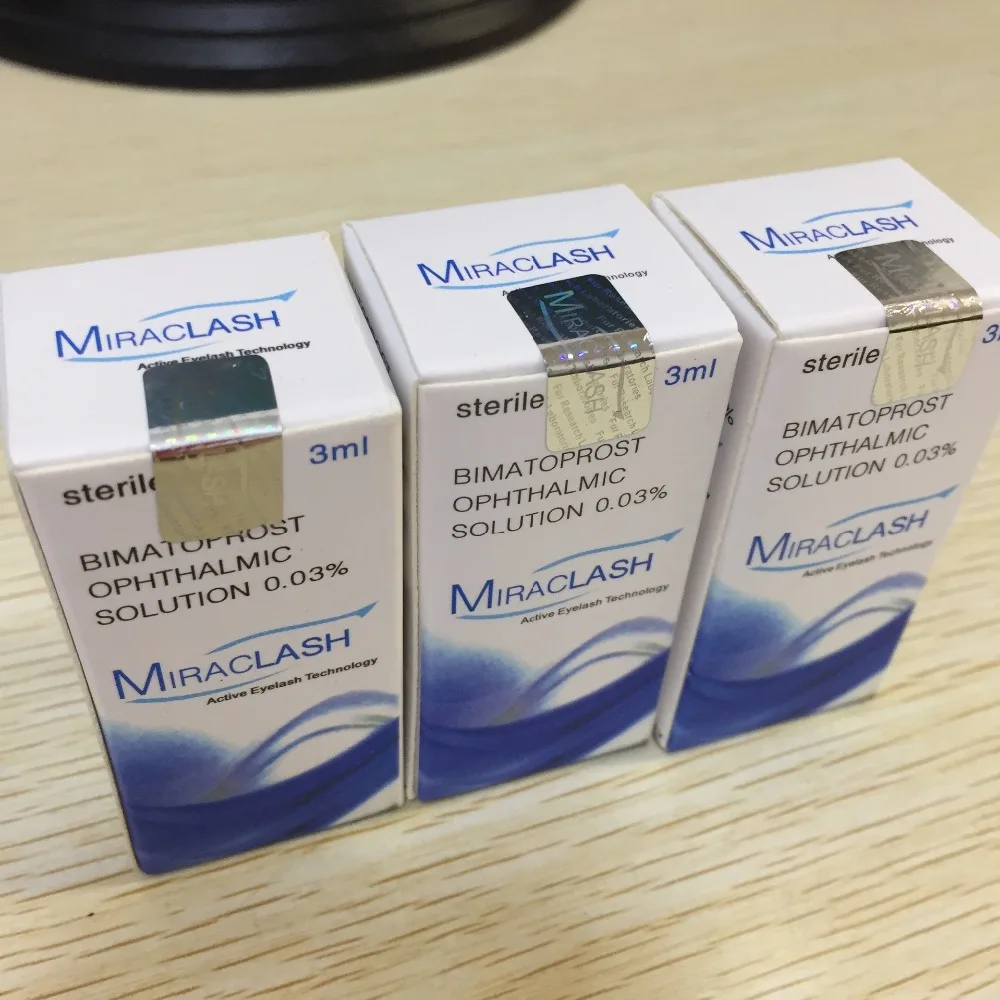 MIRACLASH
Active Eyelash Technology
sterile
3ml
BIMATOPROST
OPHTHALMIC
SOLUTION 0.03%
MIRACLASH
Active Eyelash Technology
MIRACLASH
sterile
3ml
BIMATOPROST
OPHTHALMIC
SOLUTION 0.03%
MIRACLASH
Active Eyelash Technology
MIRACLASH
sterile
BIMATOPROST
OPHTHALMIC
SOLUTION 0.03%
MIRACLASH
Active Eyelash Technology